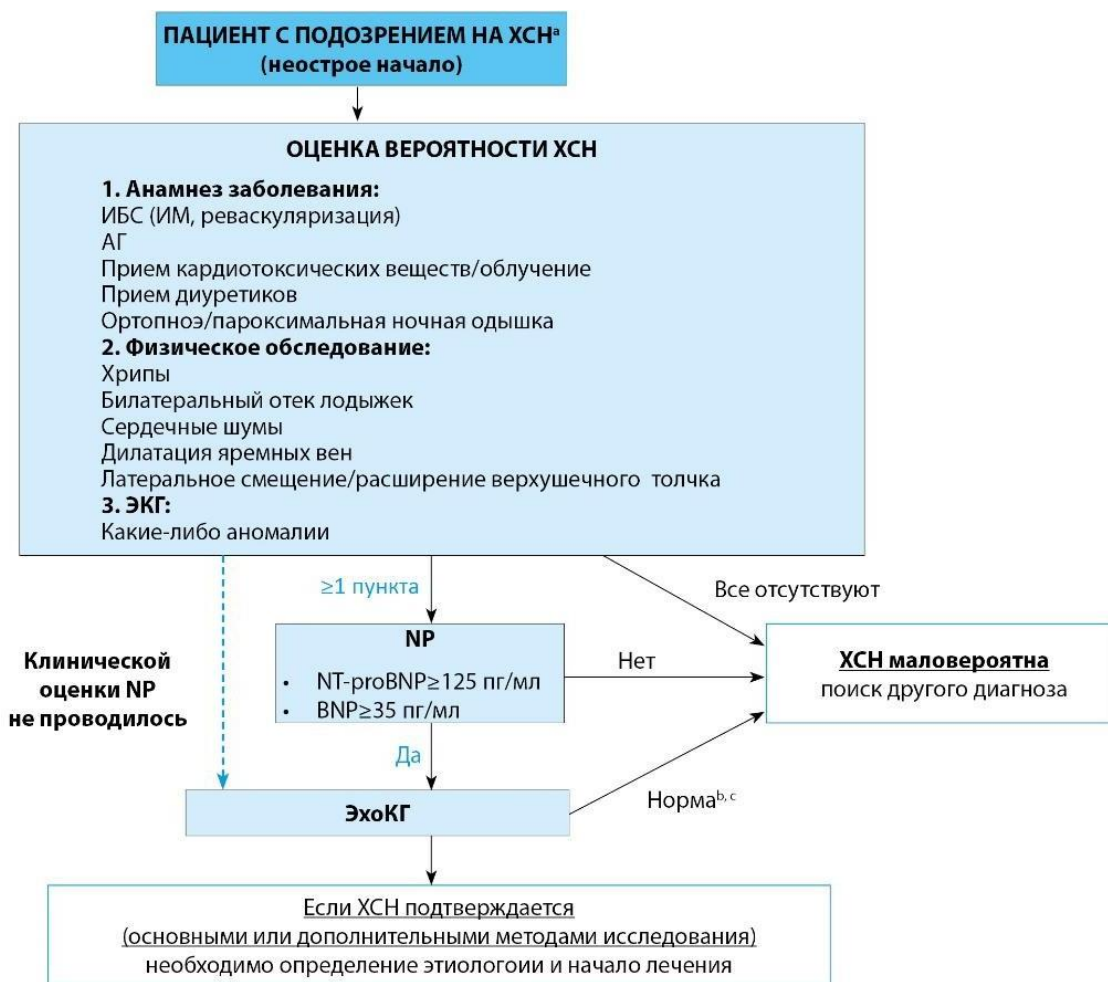 ПАЦИЕНТ С ПОДОЗРЕНИЕМ НА ХСНᵃ
(неострое начало)
ОЦЕНКА ВЕРОЯТНОСТИ ХСН
1. Анамнез заболевания:
ИБС (ИМ, реваскуляризация)
АГ
Прием кардиотоксических веществ/облучение
Прием диуретиков
Ортопноэ/пароксимальная ночная одышка
2. Физическое обследование:
Хрипы
Билатеральный отек лодыжек
Сердечные шумы
Дилатация яремных вен
Латеральное смещение/расширение верхушечного толчка
3. ЭКГ:
Какие-либо аномалии
≥1 пункта
Все отсутствуют
Клинической
оценки NP
не проводилось
NP
• NT-proBNP≥125 пг/мл
• BNP≥35 пг/мл
Нет
ХСН маловероятна
поиск другого диагноза
Да
ЭхоКГ
Нормаᵇ˒ ᶜ
Если ХСН подтверждается
(основными или дополнительными методами исследования)
необходимо определение этиологоии и начало лечения